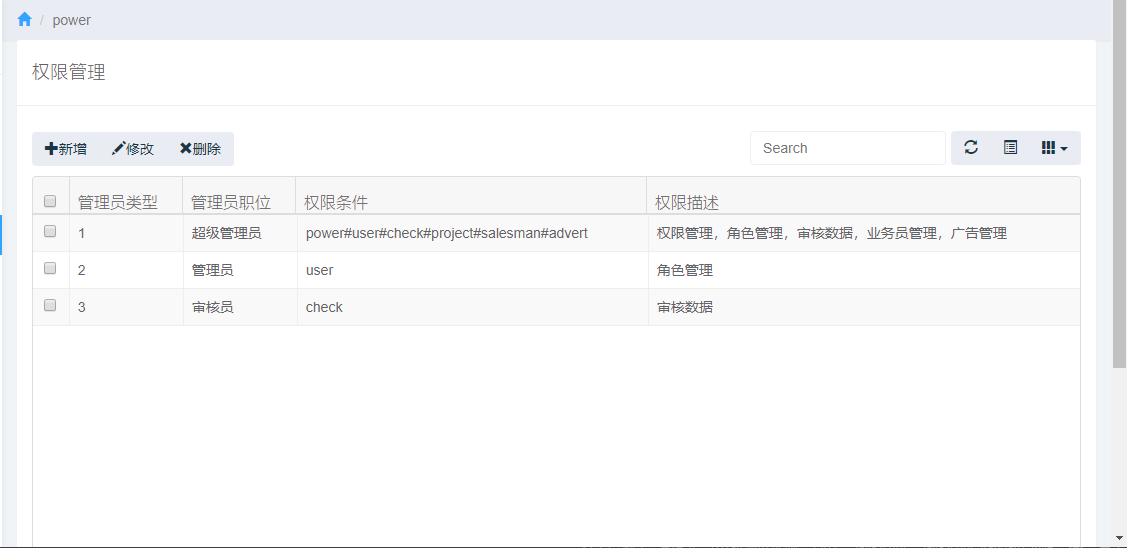 / power
权限管理
新增 修改 删除 Search
管理员类型 管理员职位 权限条件 权限描述
1 超级管理员 power#user#check#project#salesman#advert 权限管理，角色管理，审核数据，业务员管理，广告管理
2 管理员 user 角色管理
3 审核员 check 审核数据